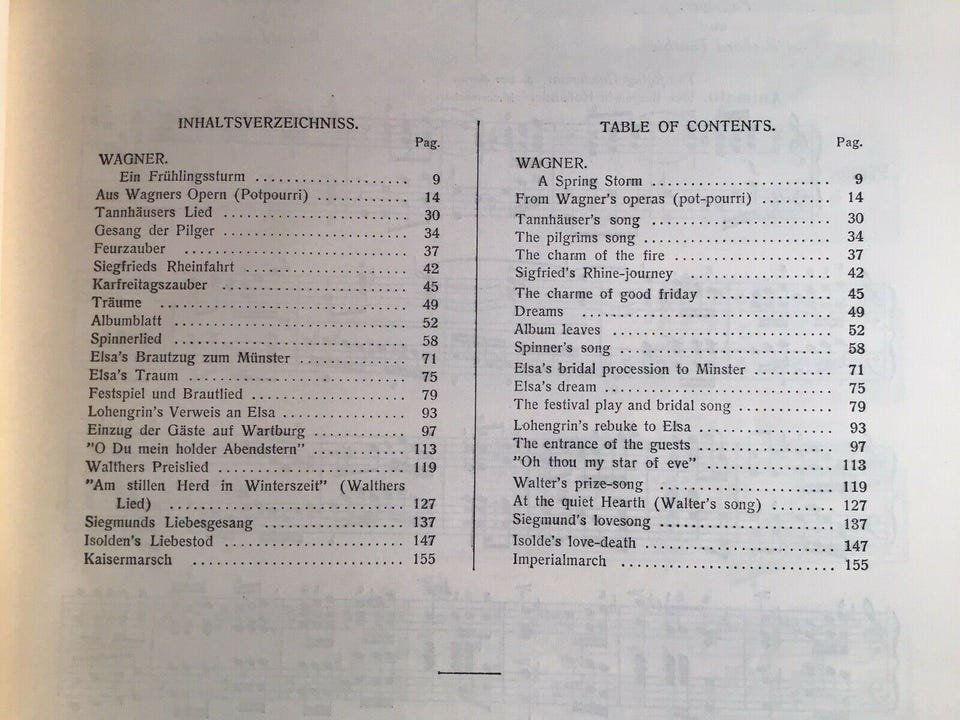 INHALTSVERZEICHNISS.
Pag.
WAGNER.
Ein Frühlingssturm .................... 9
Aus Wagners Opern (Potpourri) ............ 14
Tannhäusers Lied ........................ 30
Gesang der Pilger ........................ 34
Feurzauber ........................ 37
Siegfrieds Rheinfahrt .................... 42
Karfreitagszauber ........................ 45
Träume ........................ 49
Albumblatt ........................ 52
Spinnerlied ........................ 58
Elsa's Brautzug zum Münster .............. 71
Elsa's Traum ........................ 75
Festspiel und Brautlied .................. 79
Lohengrin's Verweis an Elsa .............. 93
Einzug der Gäste auf Wartburg ............ 97
"O Du mein holder Abendstern" ............ 113
Walthers Preislied ........................ 119
"Am stillen Herd in Winterszeit" (Walthers
Lied) ........................ 127
Siegmunds Liebesgesang .................. 137
Isolden's Liebestod ...................... 147
Kaisermarsch ........................ 155
TABLE OF CONTENTS.
Pag.
WAGNER.
A Spring Storm ........................ 9
From Wagner's operas (pot-pourri) ......... 14
Tannhäuser's song ........................ 30
The pilgrims song ........................ 34
The charm of the fire .................... 37
Sigfried's Rhine-journey .................. 42
The charme of good friday ................ 45
Dreams ........................ 49
Album leaves ........................ 52
Spinner's song ........................ 58
Elsa's bridal procession to Minster .......... 71
Elsa's dream ........................ 75
The festival play and bridal song ............ 79
Lohengrin's rebuke to Elsa ................ 93
The entrance of the guests ................ 97
"Oh thou my star of eve" ................ 113
Walter's prize-song ...................... 119
At the quiet Hearth (Walter's song) ........ 127
Siegmund's lovesong ...................... 137
Isolde's love-death ...................... 147
Imperialmarch ........................ 155